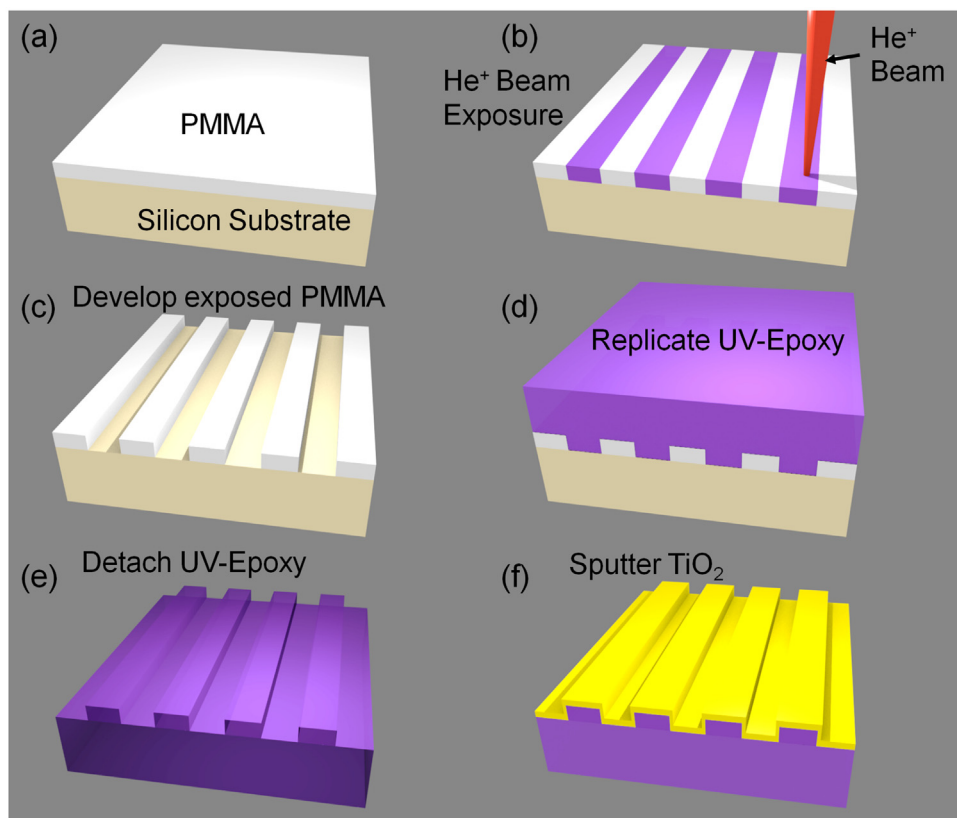 (a)
PMMA
Silicon Substrate
(b)
He⁺ Beam
Exposure
He⁺
Beam
(c)
Develop exposed PMMA
(d)
Replicate UV-Epoxy
(e)
Detach UV-Epoxy
(f)
Sputter TiO₂